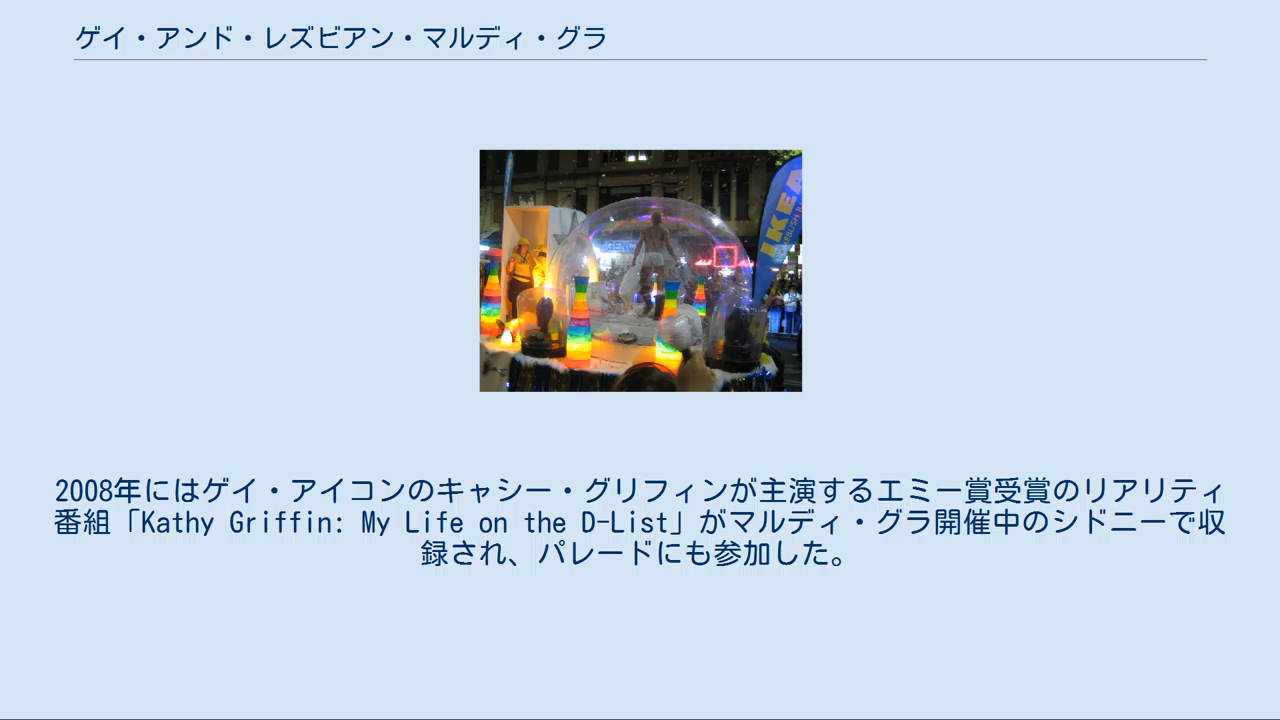 ゲイ・アンド・レズビアン・マルディ・グラ
IKEA
AGENC
2008年にはゲイ・アイコンのキャシー・グリフィンが主演するエミー賞受賞のリアリティ
番組「Kathy Griffin: My Life on the D-List」がマルディ・グラ開催中のシドニーで収
録され、パレードにも参加した。